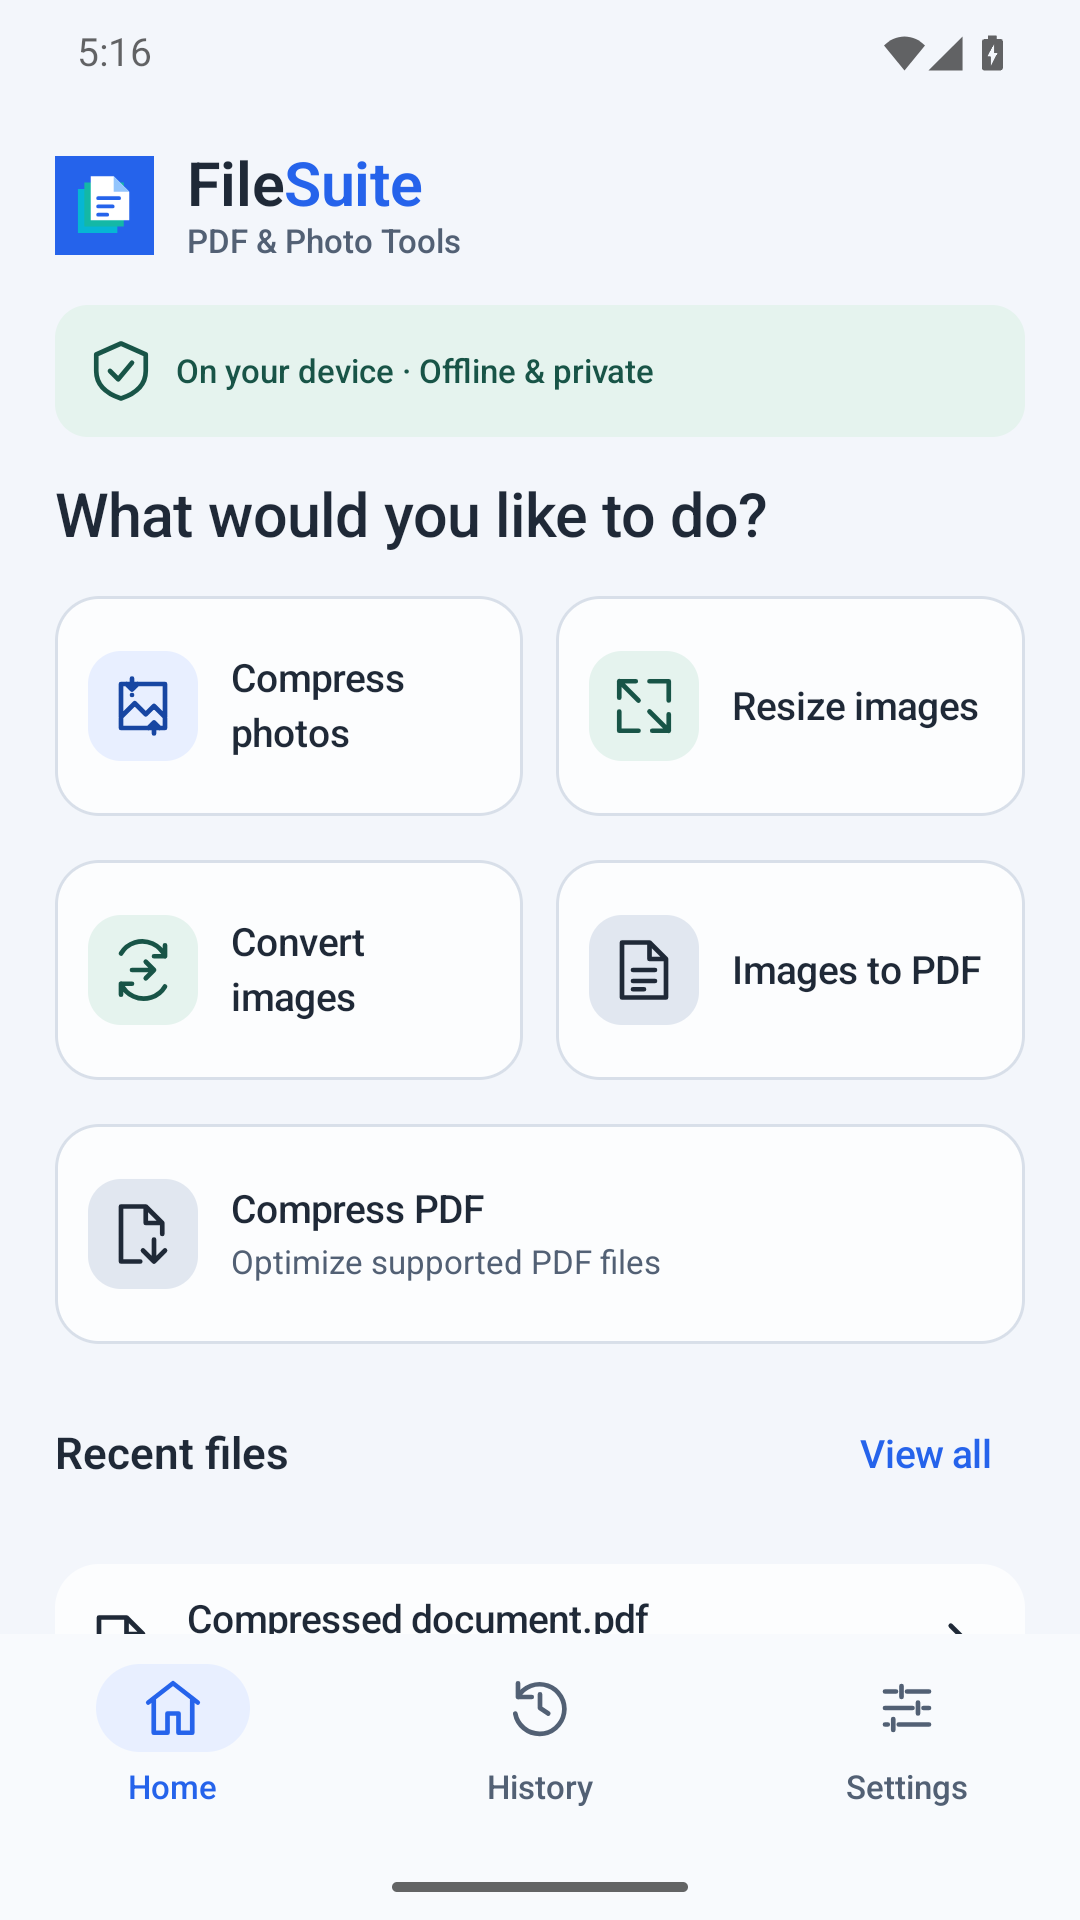 5:16
FileSuite
PDF & Photo Tools
On your device · Offline & private
What would you like to do?
Compress
photos
Resize images
Convert
images
Images to PDF
Compress PDF
Optimize supported PDF files
Recent files
View all
Compressed document.pdf
Home
History
Settings